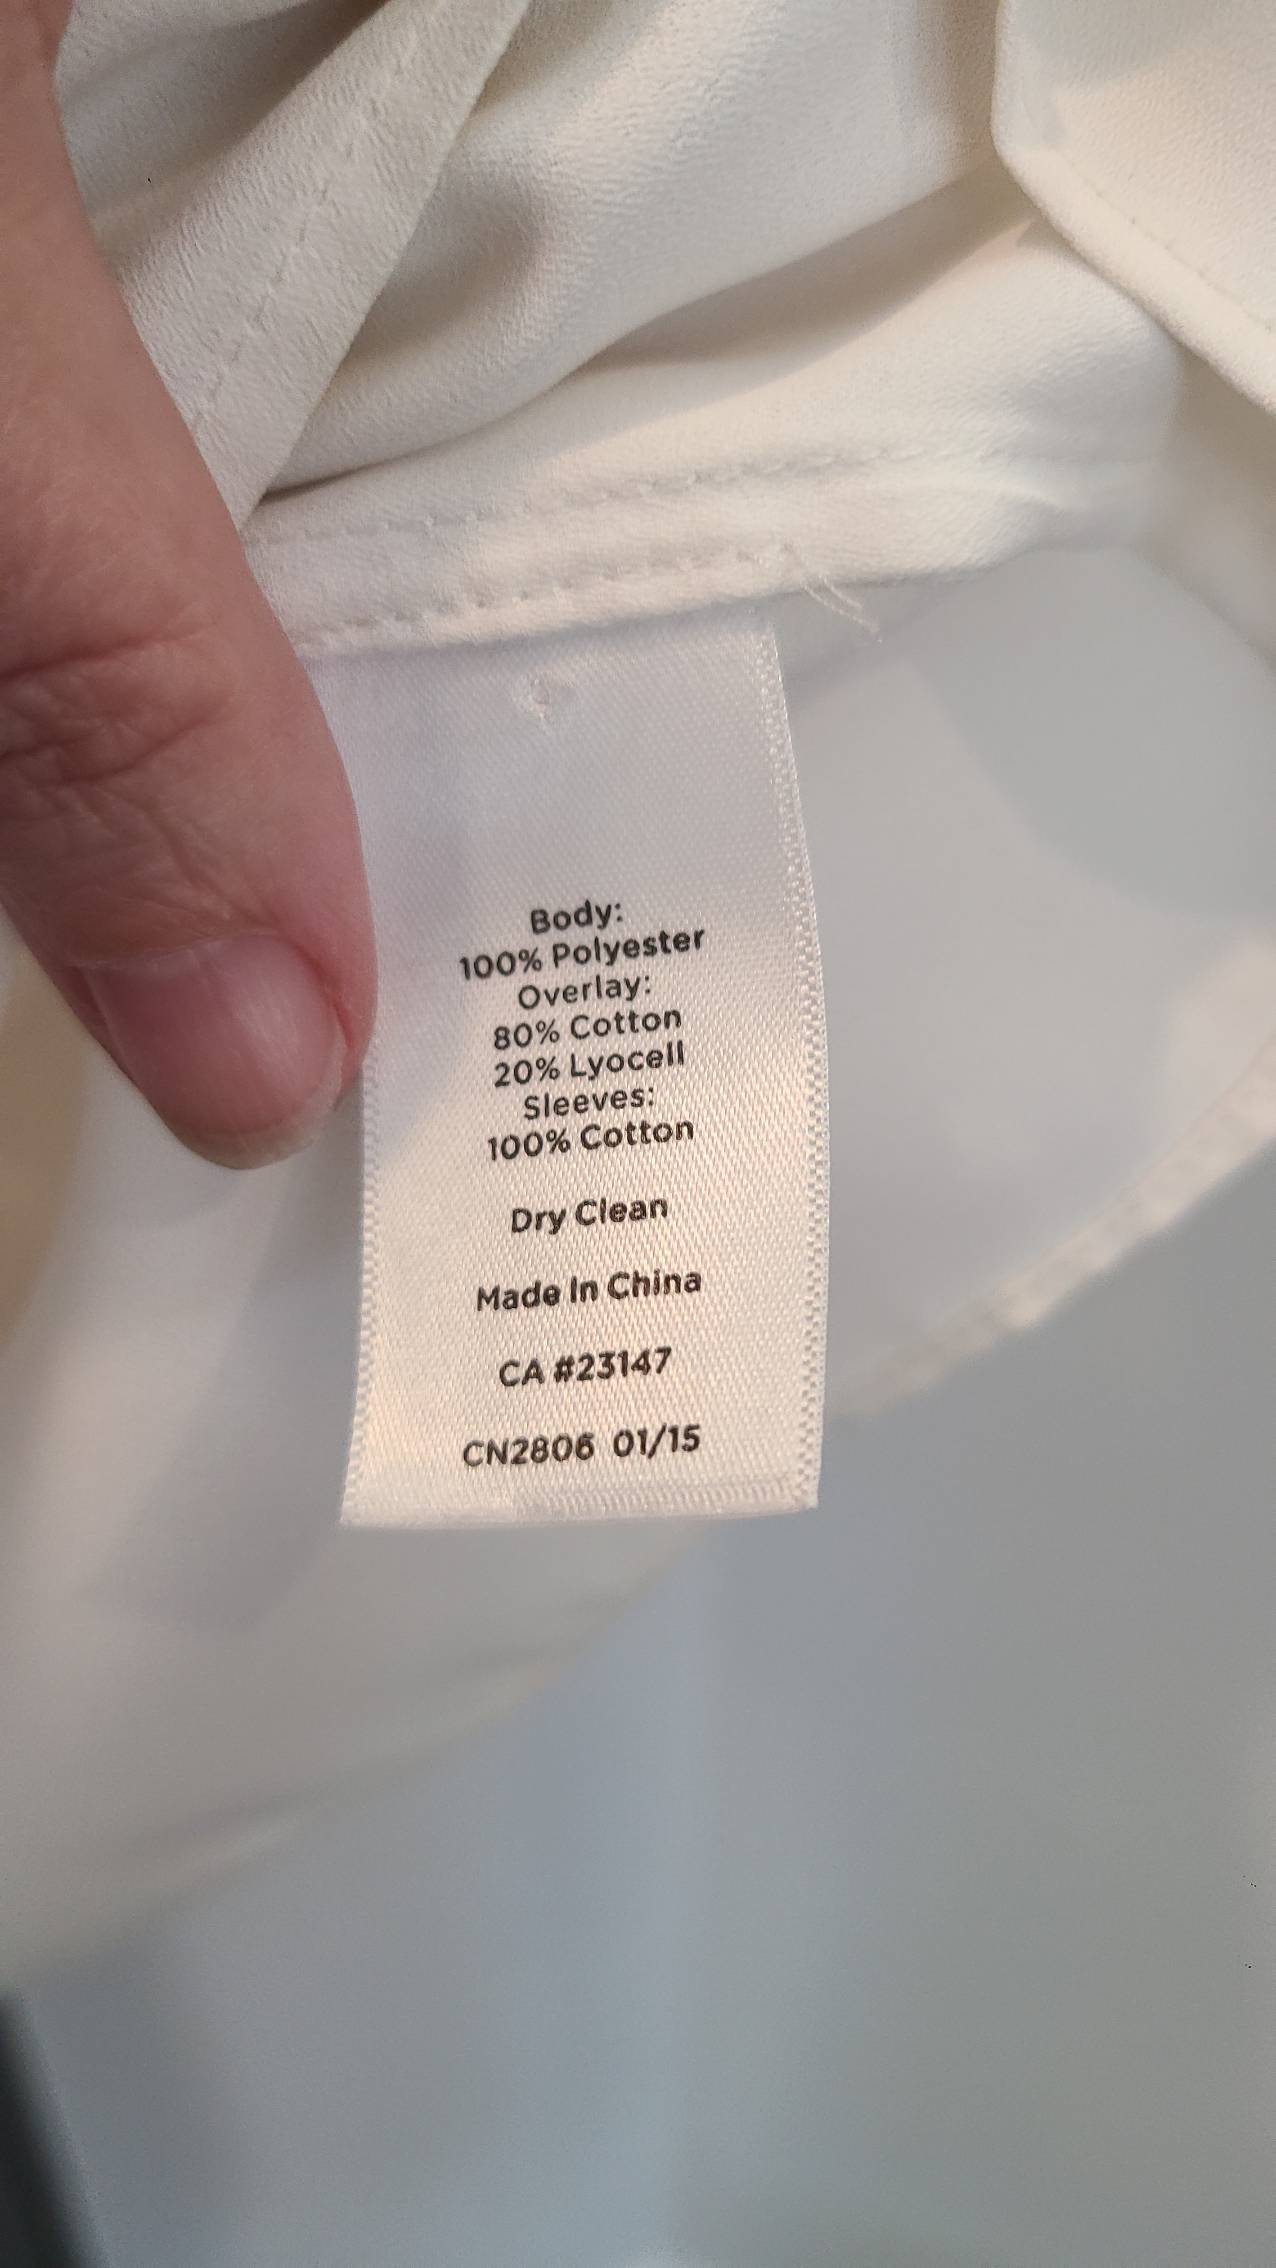 Body:
100% Polyester
Overlay:
80% Cotton
20% Lyocell
Sleeves:
100% Cotton
Dry Clean
Made In China
CA #23147
CN2806 01/15